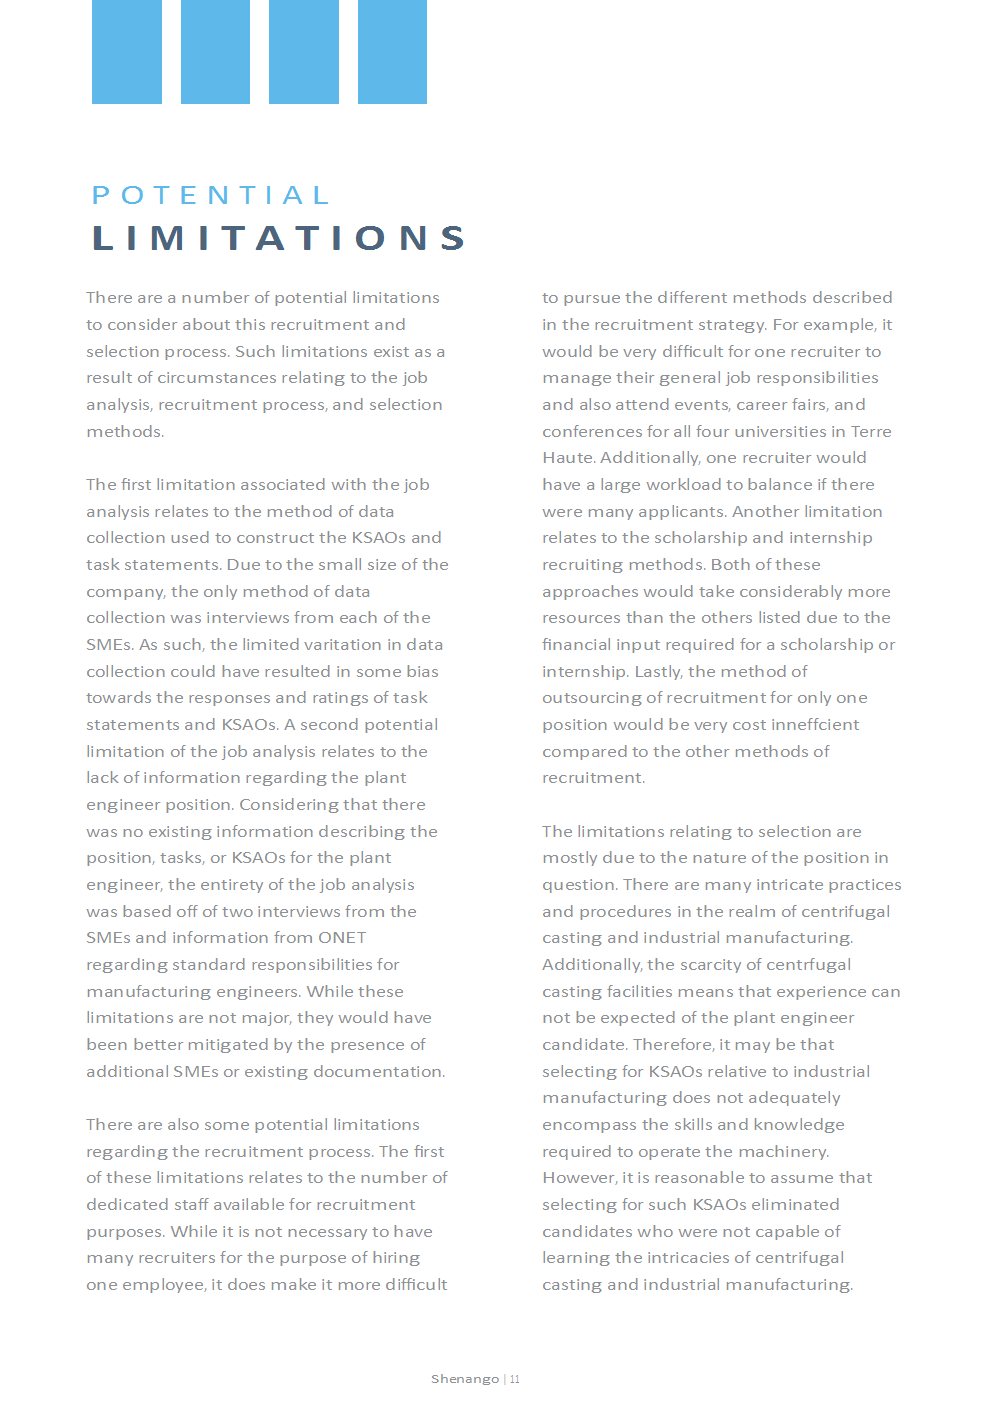 POTENTIAL
LIMITATIONS
There are a number of potential limitations
to consider about this recruitment and
selection process. Such limitations exist as a
result of circumstances relating to the job
analysis, recruitment process, and selection
methods.
The first limitation associated with the job
analysis relates to the method of data
collection used to construct the KSAOs and
task statements. Due to the small size of the
company, the only method of data
collection was interviews from each of the
SMEs. As such, the limited varitation in data
collection could have resulted in some bias
towards the responses and ratings of task
statements and KSAOs. A second potential
limitation of the job analysis relates to the
lack of information regarding the plant
engineer position. Considering that there
was no existing information describing the
position, tasks, or KSAOs for the plant
engineer, the entirety of the job analysis
was based off of two interviews from the
SMEs and information from ONET
regarding standard responsibilities for
manufacturing engineers. While these
limitations are not major, they would have
been better mitigated by the presence of
additional SMEs or existing documentation.
There are also some potential limitations
regarding the recruitment process. The first
of these limitations relates to the number of
dedicated staff available for recruitment
purposes. While it is not necessary to have
many recruiters for the purpose of hiring
one employee, it does make it more difficult
to pursue the different methods described
in the recruitment strategy. For example, it
would be very difficult for one recruiter to
manage their general job responsibilities
and also attend events, career fairs, and
conferences for all four universities in Terre
Haute. Additionally, one recruiter would
have a large workload to balance if there
were many applicants. Another limitation
relates to the scholarship and internship
recruiting methods. Both of these
approaches would take considerably more
resources than the others listed due to the
financial input required for a scholarship or
internship. Lastly, the method of
outsourcing of recruitment for only one
position would be very cost inneffcient
compared to the other methods of
recruitment.
The limitations relating to selection are
mostly due to the nature of the position in
question. There are many intricate practices
and procedures in the realm of centrifugal
casting and industrial manufacturing.
Additionally, the scarcity of centrfugal
casting facilities means that experience can
not be expected of the plant engineer
candidate. Therefore, it may be that
selecting for KSAOs relative to industrial
manufacturing does not adequately
encompass the skills and knowledge
required to operate the machinery.
However, it is reasonable to assume that
selecting for such KSAOs eliminated
candidates who were not capable of
learning the intricacies of centrifugal
casting and industrial manufacturing.
Shenango | 11